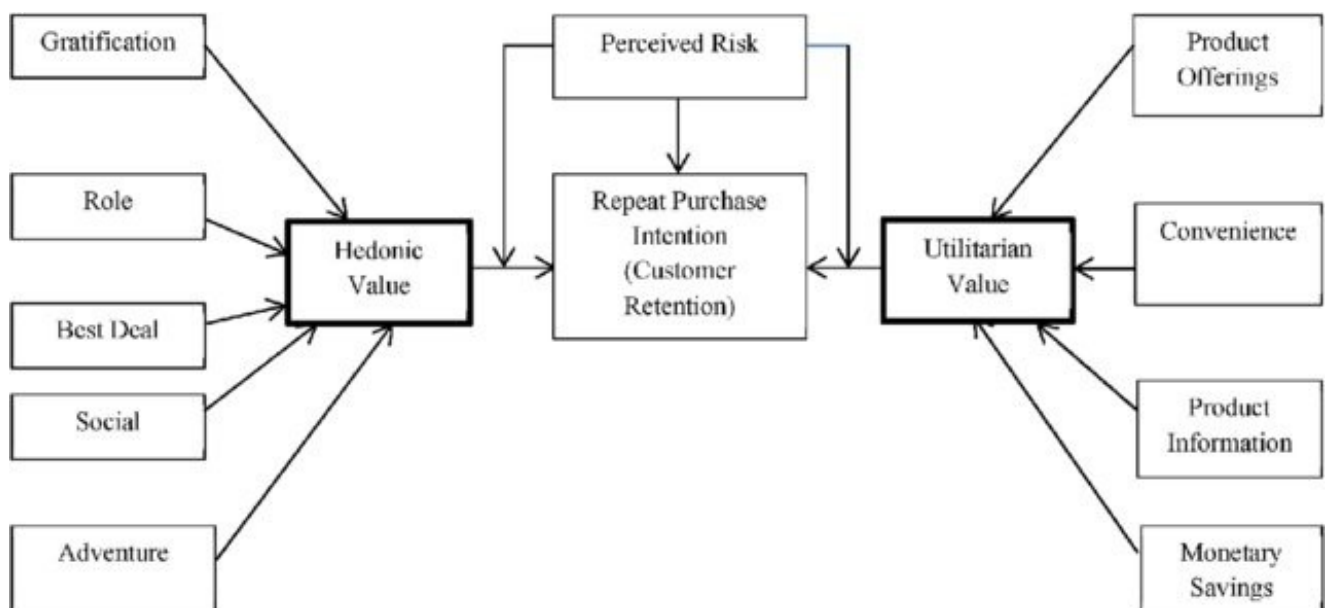 Gratification
Perceived Risk
Product
Offerings
Role
Repeat Purchase
Intention
(Customer
Retention)
Convenience
Hedonic
Value
Utilitarian
Value
Best Deal
Social
Product
Information
Adventure
Monetary
Savings